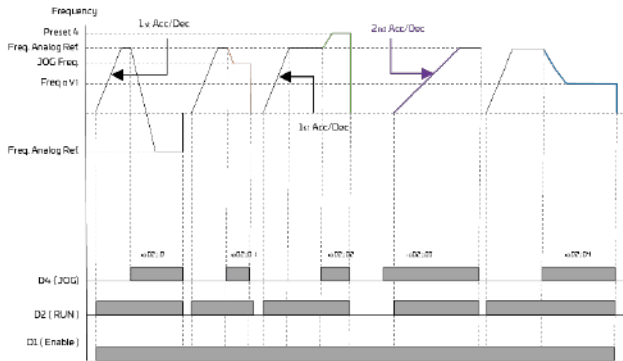 Frequency
Preset 4
Freq. Analog Ref.
JOG Freq.
Freq n V1
Freq. Analog Ref.
1st Acc/Dec
2nd Acc/Dec
1st Acc/Dec
D4 (JOG)
D2 ( RUN )
D1 ( Enable )